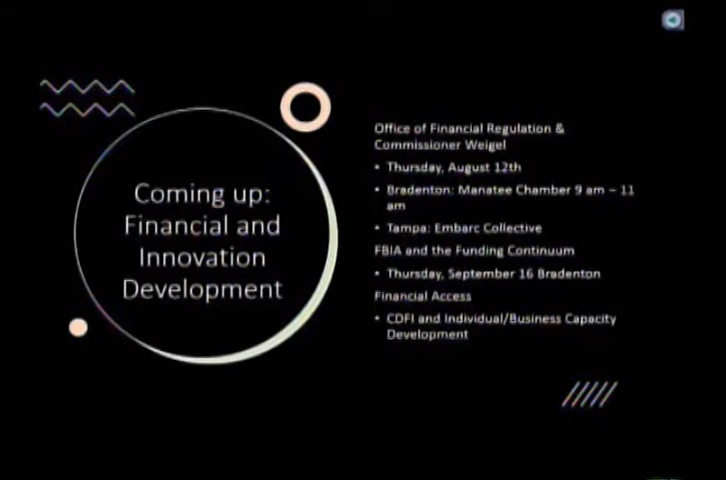 Coming up:
Financial and
Innovation
Development
Office of Financial Regulation &
Commissioner Weigel
• Thursday, August 12th
• Bradenton: Manatee Chamber 9 am – 11
am
• Tampa: Embarc Collective
FBIA and the Funding Continuum
• Thursday, September 16 Bradenton
Financial Access
• CDFI and Individual/Business Capacity
Development